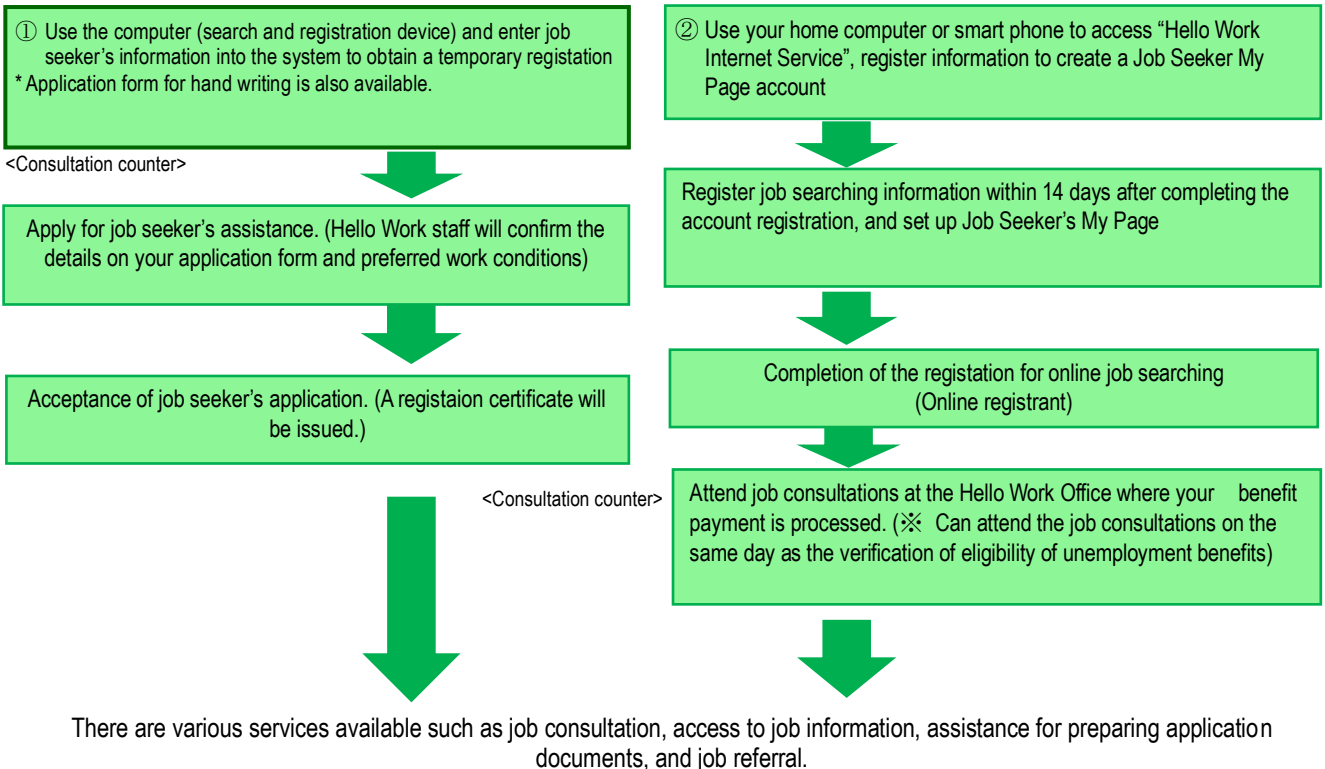 ① Use the computer (search and registration device) and enter job
seeker's information into the system to obtain a temporary registation
* Application form for hand writing is also available.
<Consultation counter>
Apply for job seeker's assistance. (Hello Work staff will confirm the
details on your application form and preferred work conditions)
Acceptance of job seeker's application. (A registaion certificate will
be issued.)
② Use your home computer or smart phone to access “Hello Work
Internet Service”, register information to create a Job Seeker My
Page account
Register job searching information within 14 days after completing the
account registration, and set up Job Seeker's My Page
Completion of the registation for online job searching
(Online registrant)
<Consultation counter>
Attend job consultations at the Hello Work Office where your benefit
payment is processed. (※ Can attend the job consultations on the
same day as the verification of eligibility of unemployment benefits)
There are various services available such as job consultation, access to job information, assistance for preparing application
documents, and job referral.